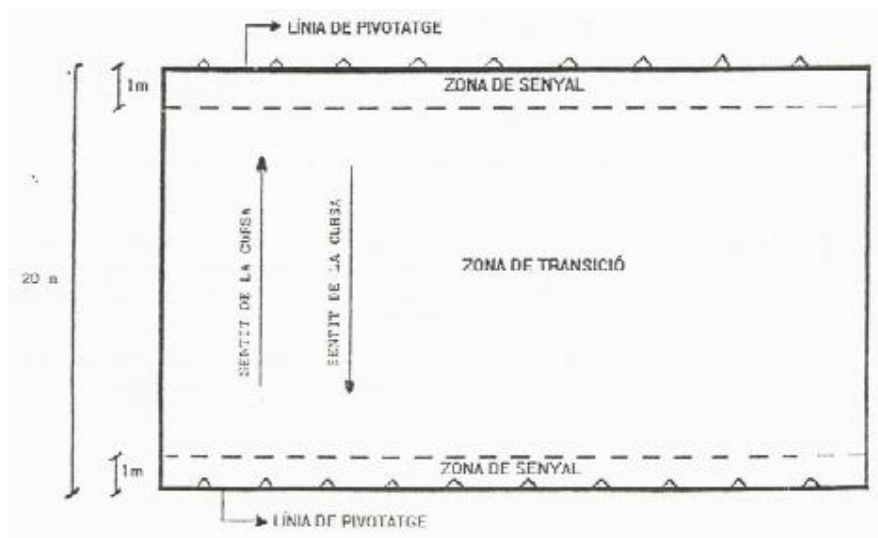 LÍNIA DE PIVOTATGE
1m
ZONA DE SENYAL
SENTIT DE LA CURSA
SENTIT DE LA CURSA
ZONA DE TRANSICIÓ
20 m
1m
ZONA DE SENYAL
LÍNIA DE PIVOTATGE